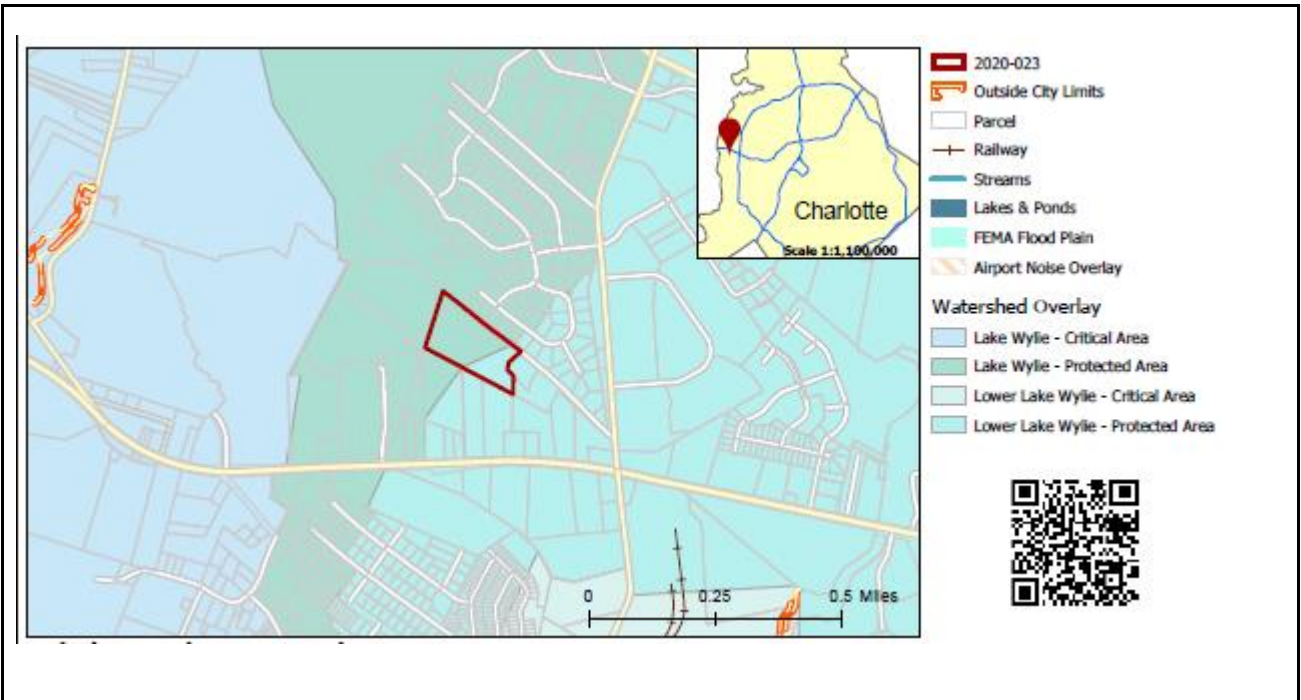 Charlotte
Scale 1:1,180,000
0 0.25 0.5 Miles
2020-023
Outside City Limits
Parcel
Railway
Streams
Lakes & Ponds
FEMA Flood Plain
Airport Noise Overlay
Watershed Overlay
Lake Wylie - Critical Area
Lake Wylie - Protected Area
Lower Lake Wylie - Critical Area
Lower Lake Wylie - Protected Area